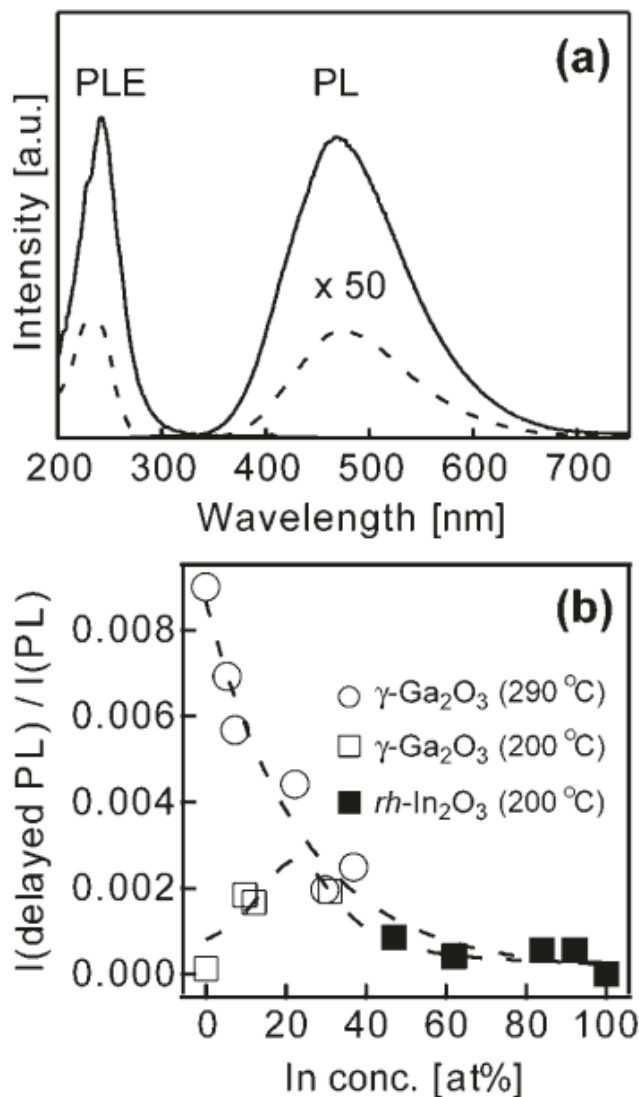 (a)
PLE PL
x 50
Intensity [a.u.]
200 300 400 500 600 700
Wavelength [nm]
(b)
0.008
0.006
0.004
0.002
0.000
γ-Ga₂O₃ (290 °C)
γ-Ga₂O₃ (200 °C)
rh-In₂O₃ (200 °C)
I(delayed PL) / I(PL)
0 20 40 60 80 100
In conc. [at%]